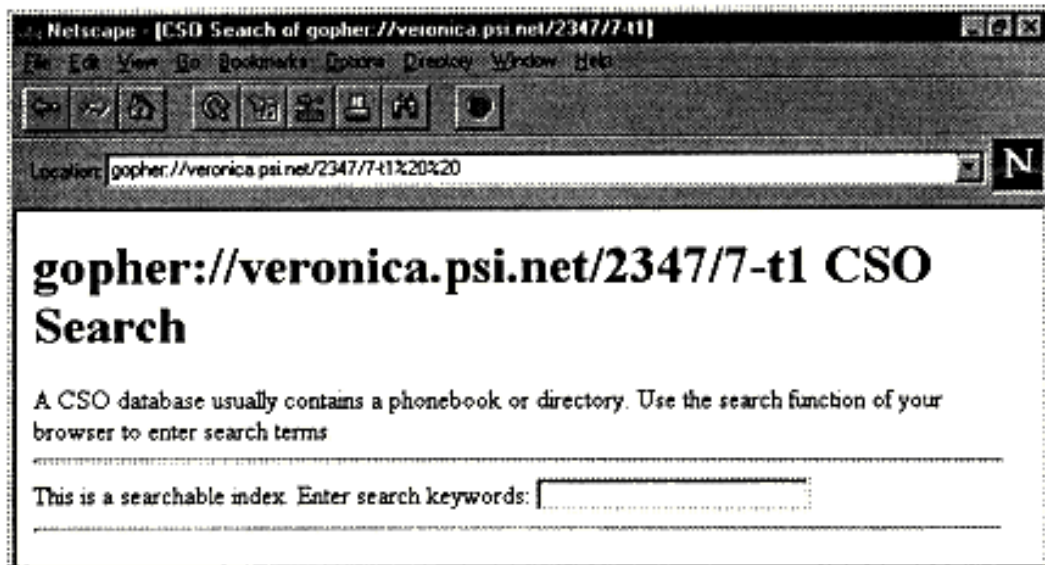 Netscape - [CSO Search of gopher://veronica.psi.net/2347/7-t1]
File Edit View Go Bookmarks Options Directory Window Help
Location: gopher://veronica.psi.net/2347/7-t1%20%20
N
gopher://veronica.psi.net/2347/7-t1 CSO
Search
A CSO database usually contains a phonebook or directory. Use the search function of your
browser to enter search terms
This is a searchable index. Enter search keywords: